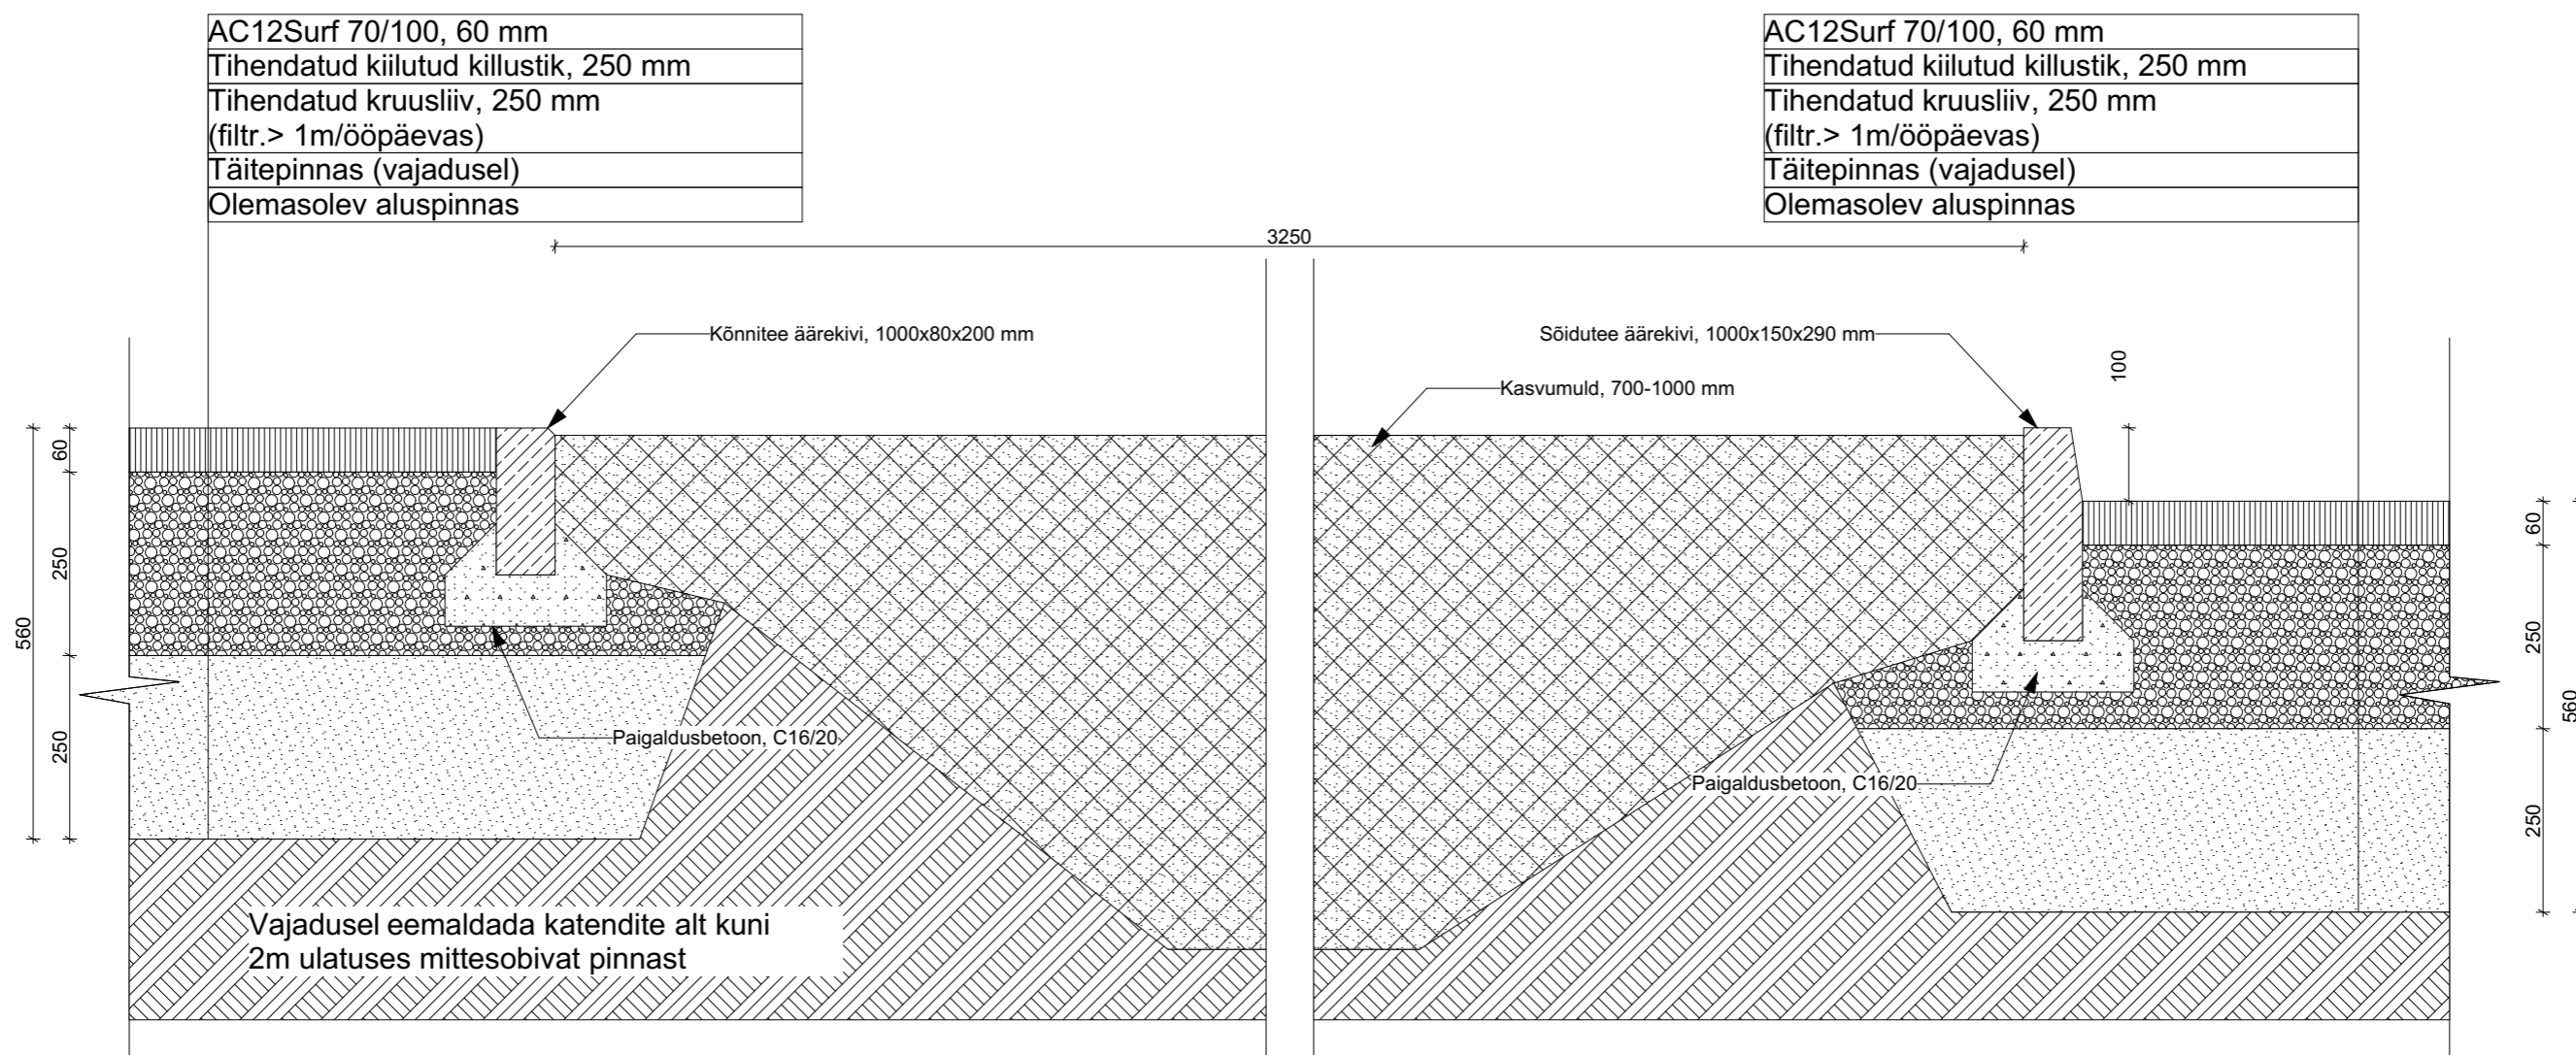 AC12Surf 70/100, 60 mm
Tihendatud kiilutud killustik, 250 mm
Tihendatud kruusliiv, 250 mm
(filtr.> 1m/ööpäevas)
Täitepinnas (vajadusel)
Olemasolev aluspinnas
AC12Surf 70/100, 60 mm
Tihendatud kiilutud killustik, 250 mm
Tihendatud kruusliiv, 250 mm
(filtr.> 1m/ööpäevas)
Täitepinnas (vajadusel)
Olemasolev aluspinnas
3250
Kõnnitee äärekivi, 1000x80x200 mm
Sõidutee äärekivi, 1000x150x290 mm
Kasvumuld, 700-1000 mm
100
60
250
250
560
60
250
250
560
Paigaldusbetoon, C16/20
Paigaldusbetoon, C16/20
Vajadusel eemaldada katendite alt kuni
2m ulatuses mittesobivat pinnast